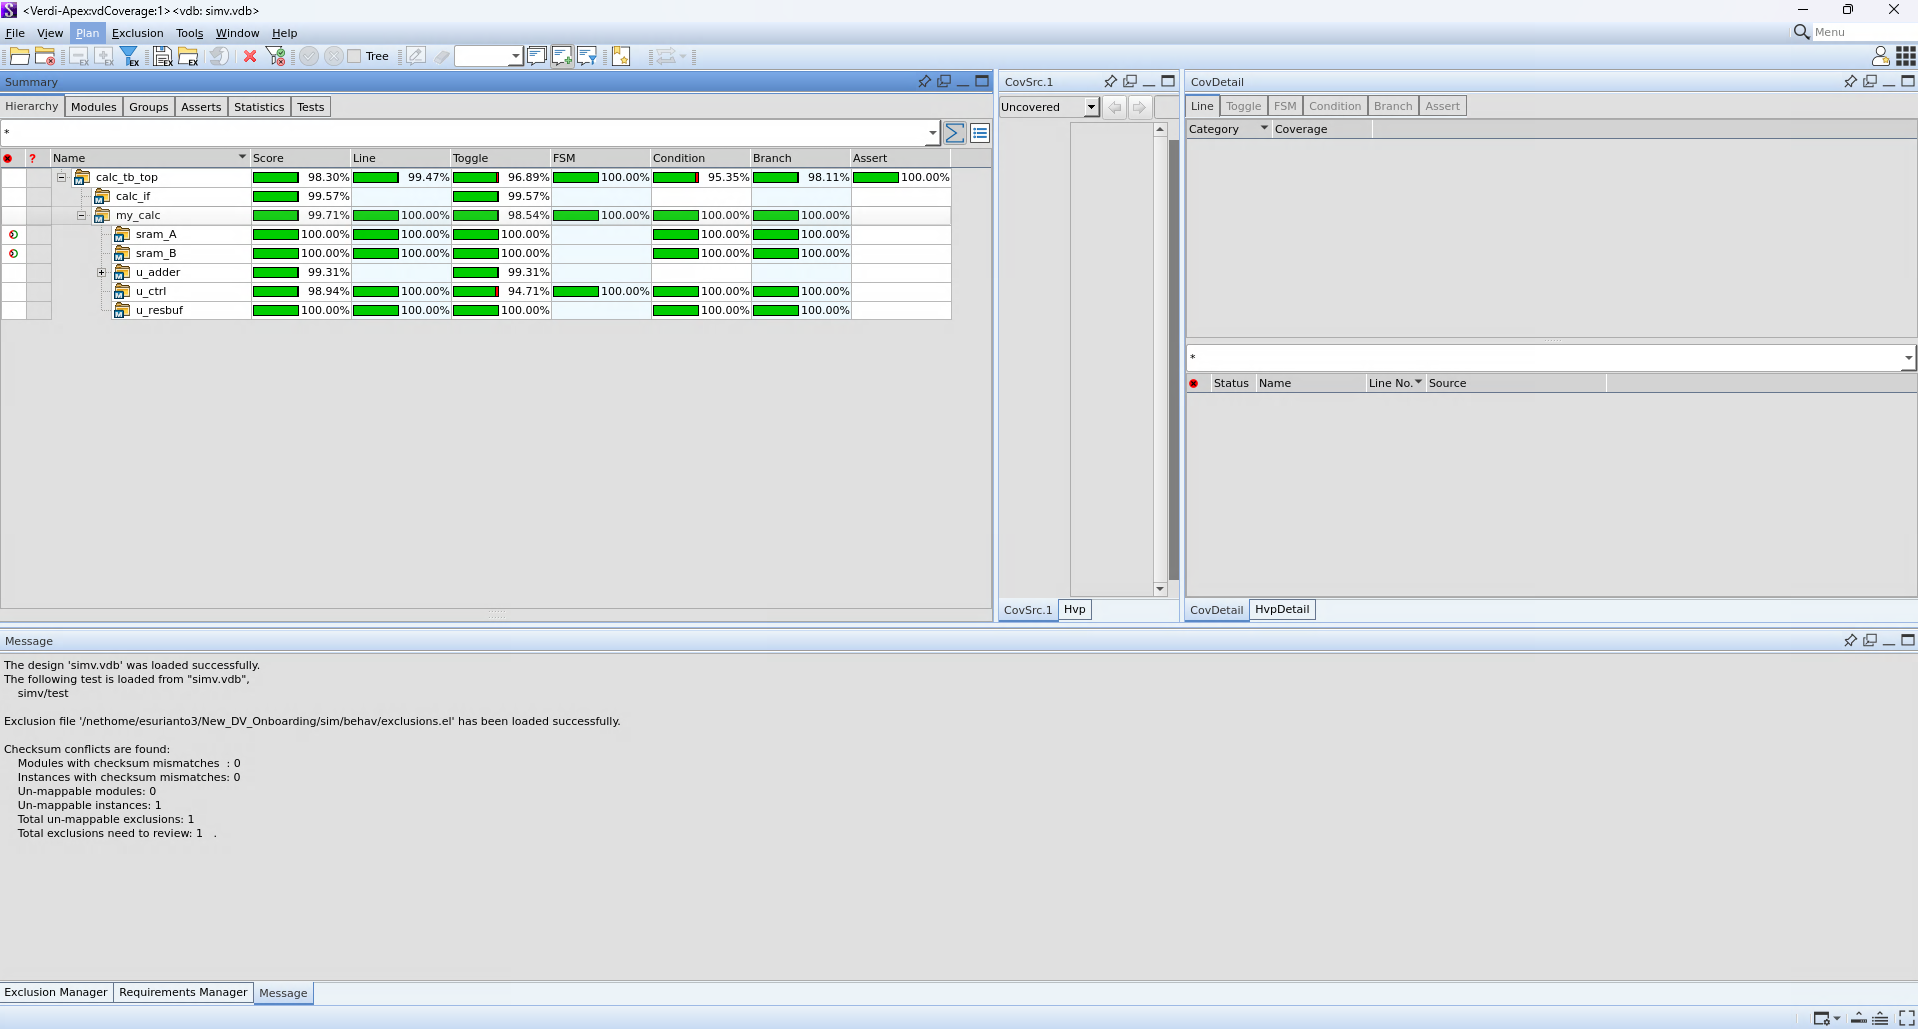 <Verdi-Apex:vdCoverage:1> <vdb: simv.vdb>
File View Plan Exclusion Tools Window Help Menu
EX EX EX EX EX Tree
Summary
Hierarchy Modules Groups Asserts Statistics Tests
*
? Name Score Line Toggle FSM Condition Branch Assert
calc_tb_top 98.30% 99.47% 96.89% 100.00% 95.35% 98.11% 100.00%
calc_if 99.57% 99.57%
my_calc 99.71% 100.00% 98.54% 100.00% 100.00% 100.00%
sram_A 100.00% 100.00% 100.00% 100.00% 100.00%
sram_B 100.00% 100.00% 100.00% 100.00% 100.00%
u_adder 99.31% 99.31%
u_ctrl 98.94% 100.00% 94.71% 100.00% 100.00% 100.00%
u_resbuf 100.00% 100.00% 100.00% 100.00% 100.00%
CovSrc.1
Uncovered
CovSrc.1 Hvp
CovDetail
Line Toggle FSM Condition Branch Assert
Category Coverage
*
Status Name Line No. Source
CovDetail HvpDetail
Message
The design 'simv.vdb' was loaded successfully.
The following test is loaded from "simv.vdb",
simv/test
Exclusion file '/nethome/esurianto3/New_DV_Onboarding/sim/behav/exclusions.el' has been loaded successfully.
Checksum conflicts are found:
Modules with checksum mismatches : 0
Instances with checksum mismatches: 0
Un-mappable modules: 0
Un-mappable instances: 1
Total un-mappable exclusions: 1
Total exclusions need to review: 1 .
Exclusion Manager Requirements Manager Message